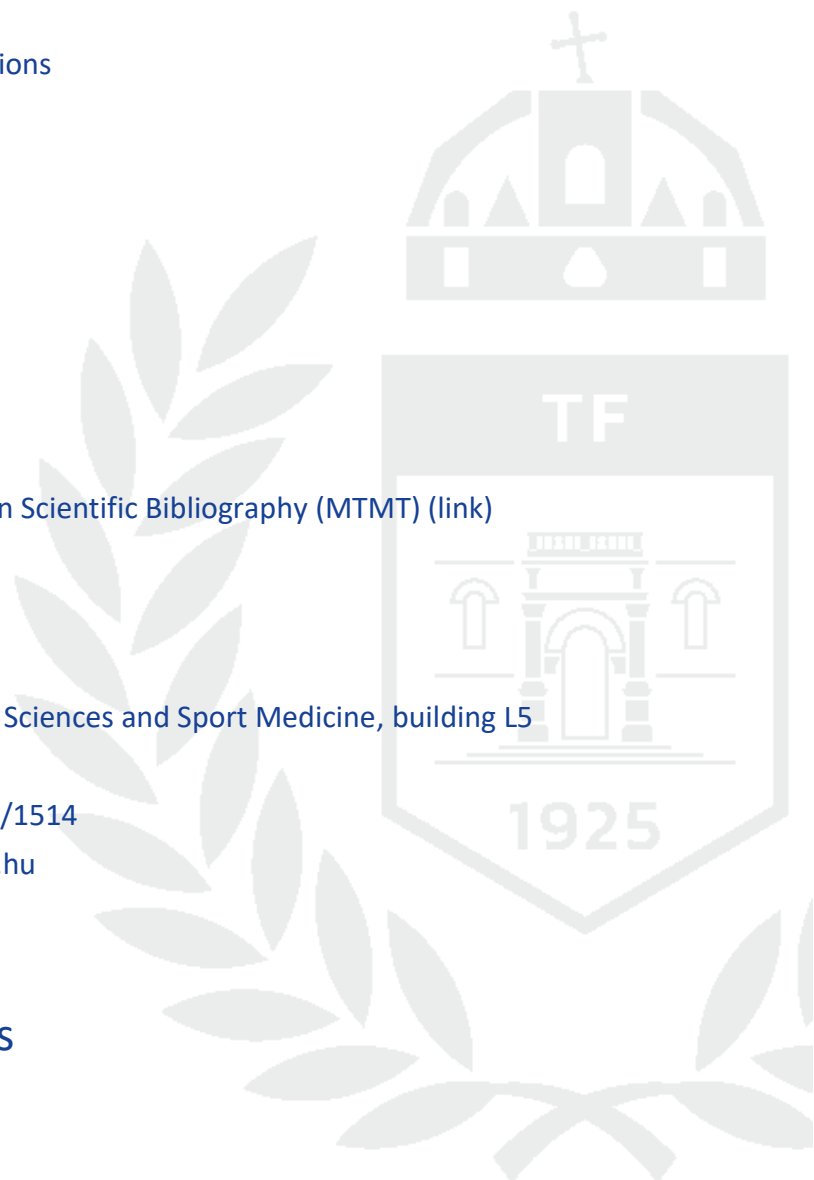 ions
TF
n Scientific Bibliography (MTMT) (link)
Sciences and Sport Medicine, building L5
/1514
1925
.hu
s